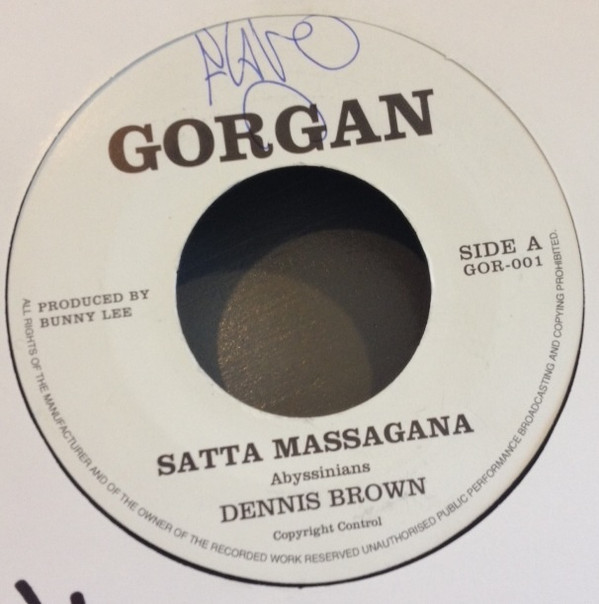 GORGAN
SIDE A
GOR-001
PRODUCED BY
BUNNY LEE
SATTA MASSAGANA
Abyssinians
DENNIS BROWN
Copyright Control
ALL RIGHTS OF THE MANUFACTURER AND OF THE OWNER OF THE RECORDED WORK RESERVED UNAUTHORISED PUBLIC PERFORMANCE BROADCASTING AND COPYING PROHIBITED.